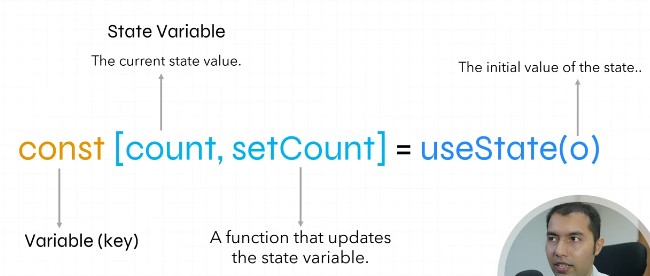 State Variable
The current state value.
The initial value of the state..
const [count, setCount] = useState(o)
Variable (key)
A function that updates
the state variable.